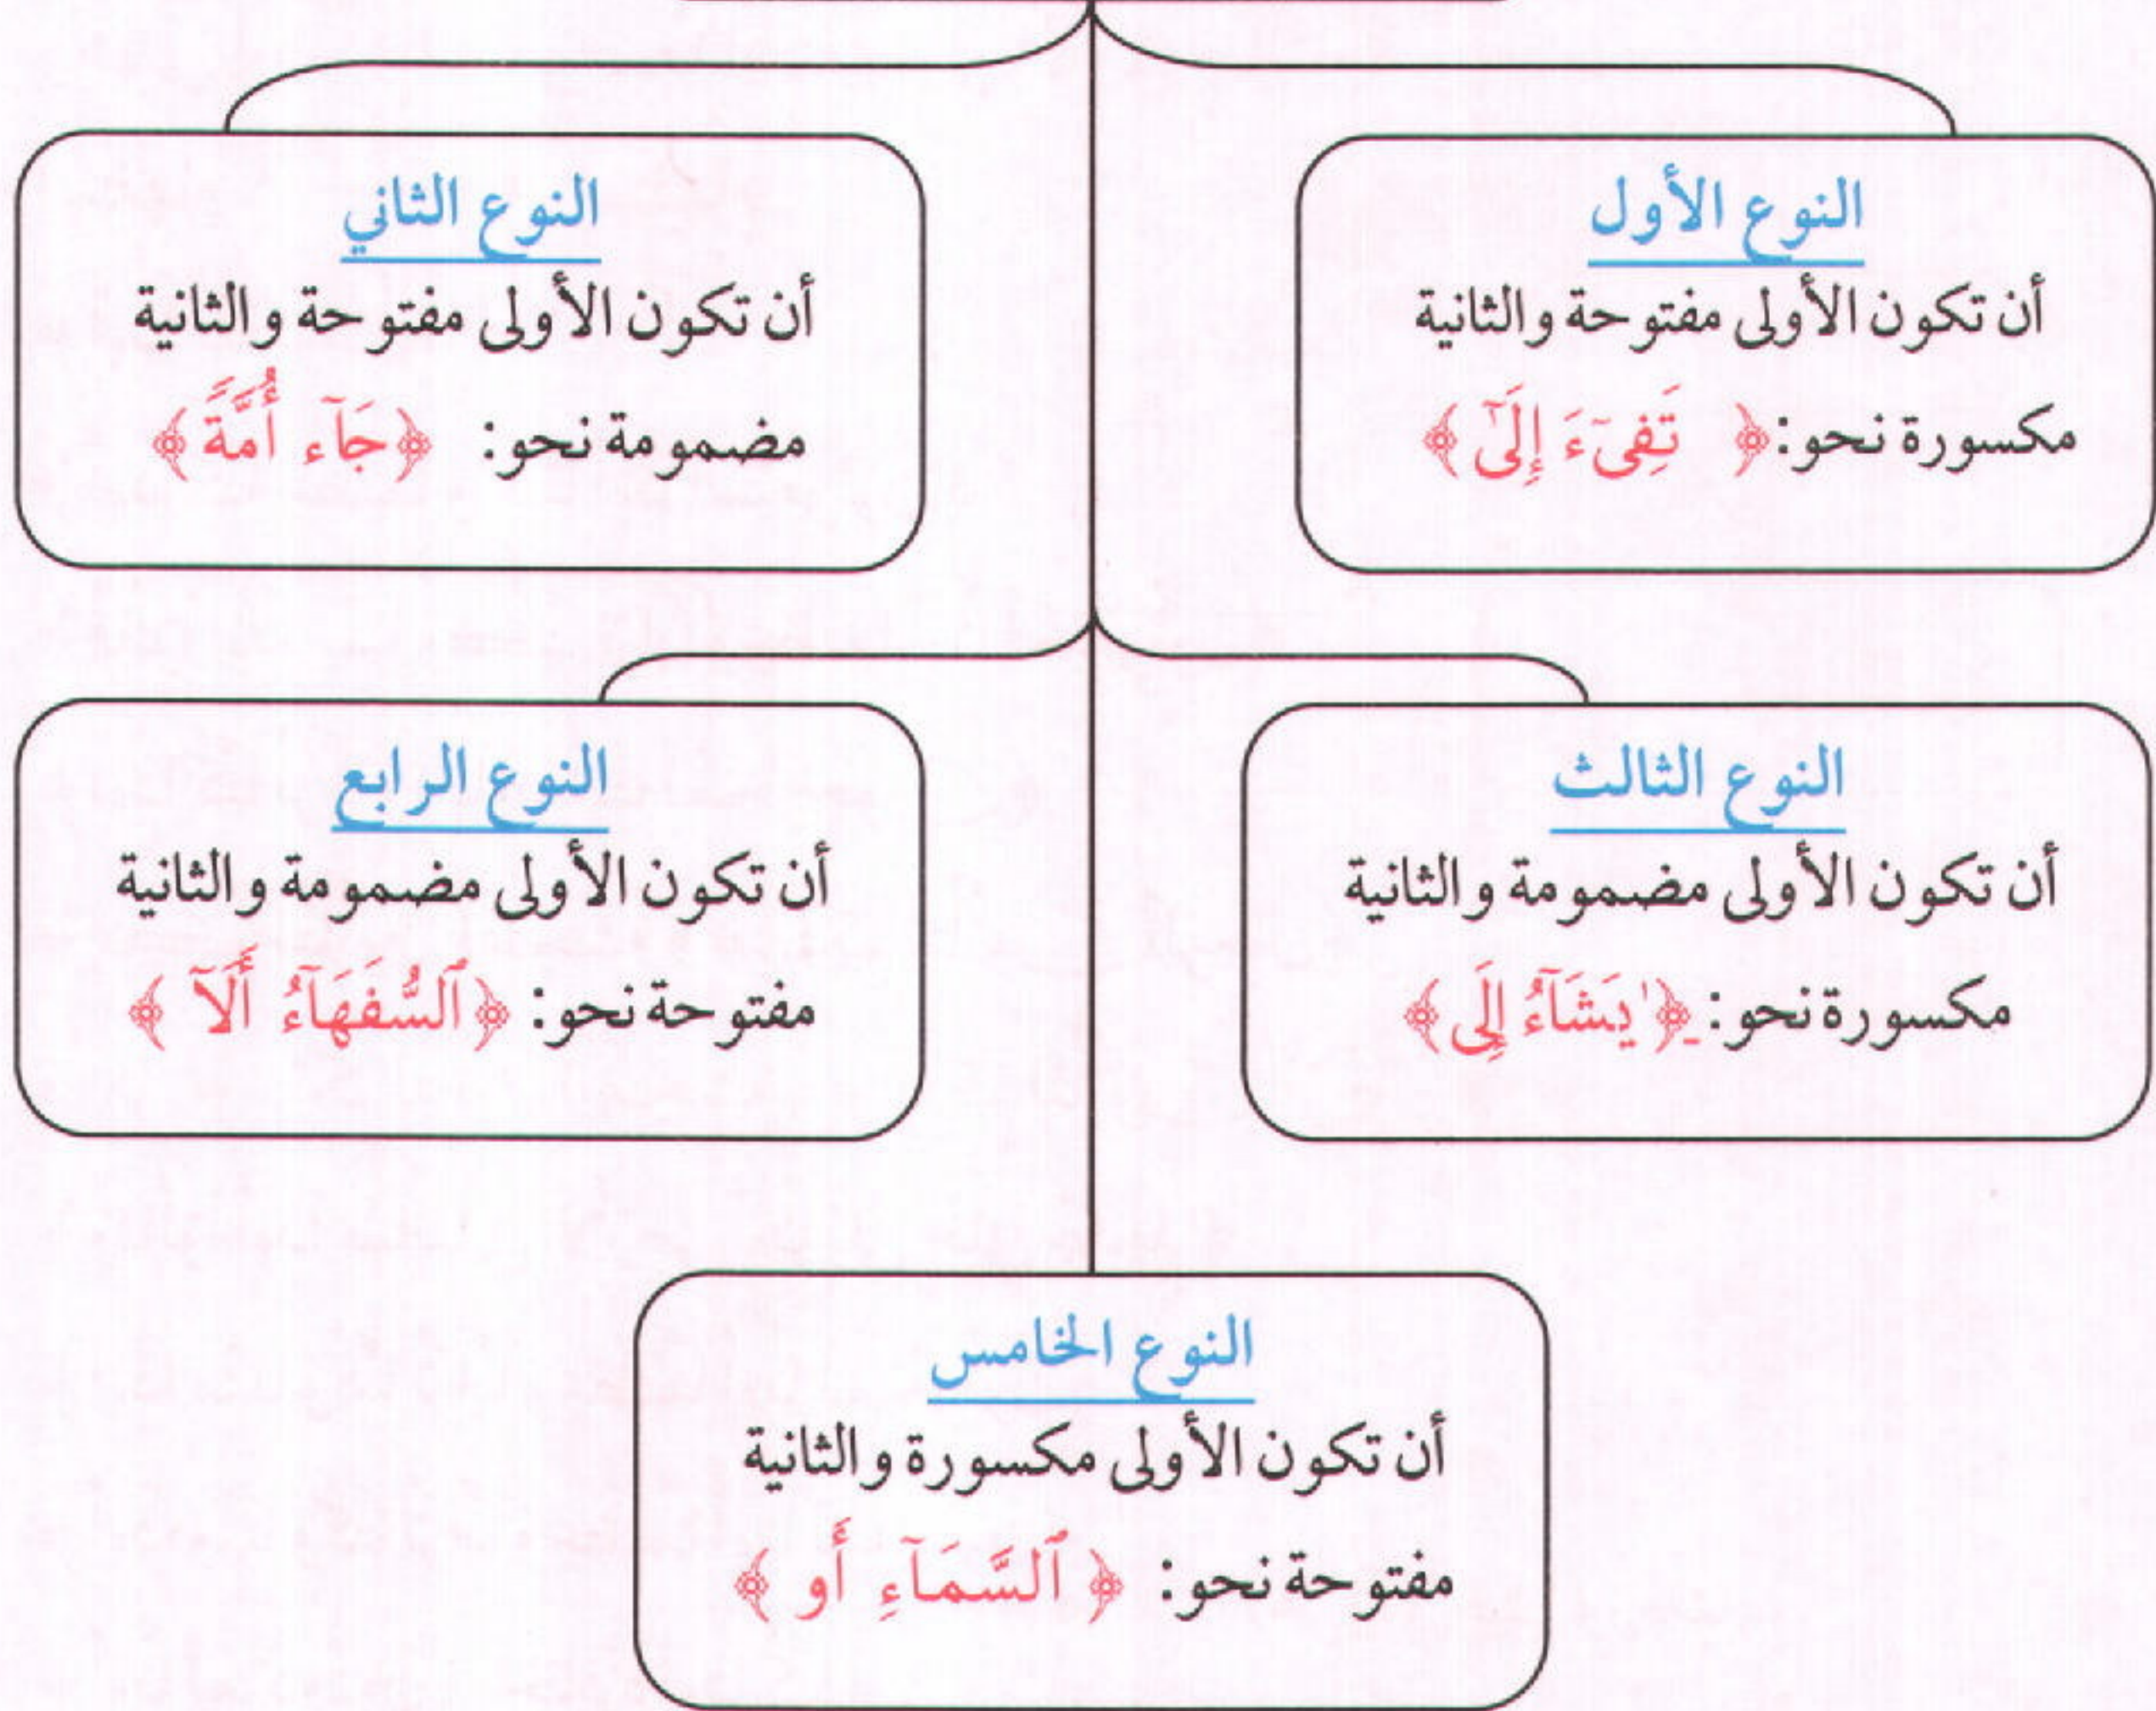 النوع الأول
أن تكون الأولى مفتوحة والثانية
مكسورة نحو: ﴿ تَفِىٓءَ إِلَىٰٓ ﴾
النوع الثاني
أن تكون الأولى مفتوحة والثانية
مضمومة نحو: ﴿جَآء أُمَّةً ﴾
النوع الثالث
أن تكون الأولى مضمومة والثانية
مكسورة نحو: ﴿يَشَآءُ إِلَى﴾
النوع الرابع
أن تكون الأولى مضمومة والثانية
مفتوحة نحو: ﴿ٱلسُّفَهَآءُ أَلَآ ﴾
النوع الخامس
أن تكون الأولى مكسورة والثانية
مفتوحة نحو: ﴿ ٱلسَّمَآءِ أَو ﴾